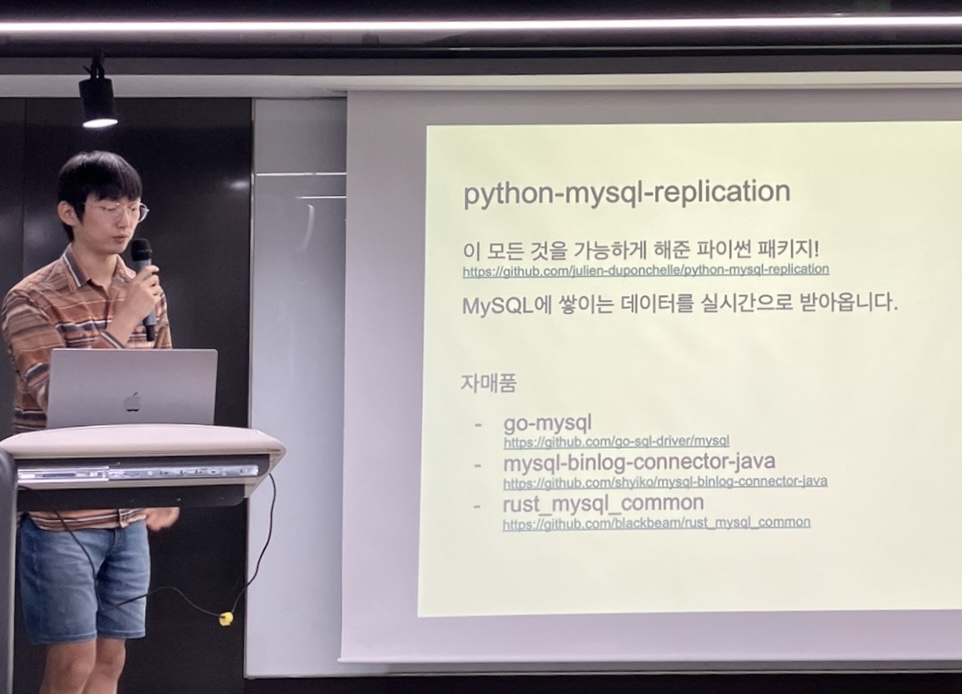 python-mysql-replication
이 모든 것을 가능하게 해준 파이썬 패키지!
https://github.com/julien-duponchelle/python-mysql-replication
MySQL에 쌓이는 데이터를 실시간으로 받아옵니다.
자매품
- go-mysql
https://github.com/go-sql-driver/mysql
- mysql-binlog-connector-java
https://github.com/shyiko/mysql-binlog-connector-java
- rust_mysql_common
https://github.com/blackbeam/rust_mysql_common